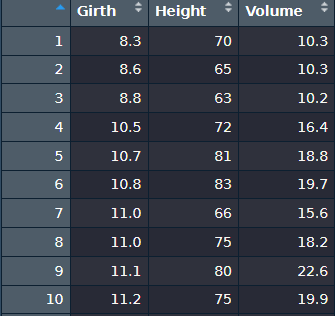 Girth Height Volume
1 8.3 70 10.3
2 8.6 65 10.3
3 8.8 63 10.2
4 10.5 72 16.4
5 10.7 81 18.8
6 10.8 83 19.7
7 11.0 66 15.6
8 11.0 75 18.2
9 11.1 80 22.6
10 11.2 75 19.9